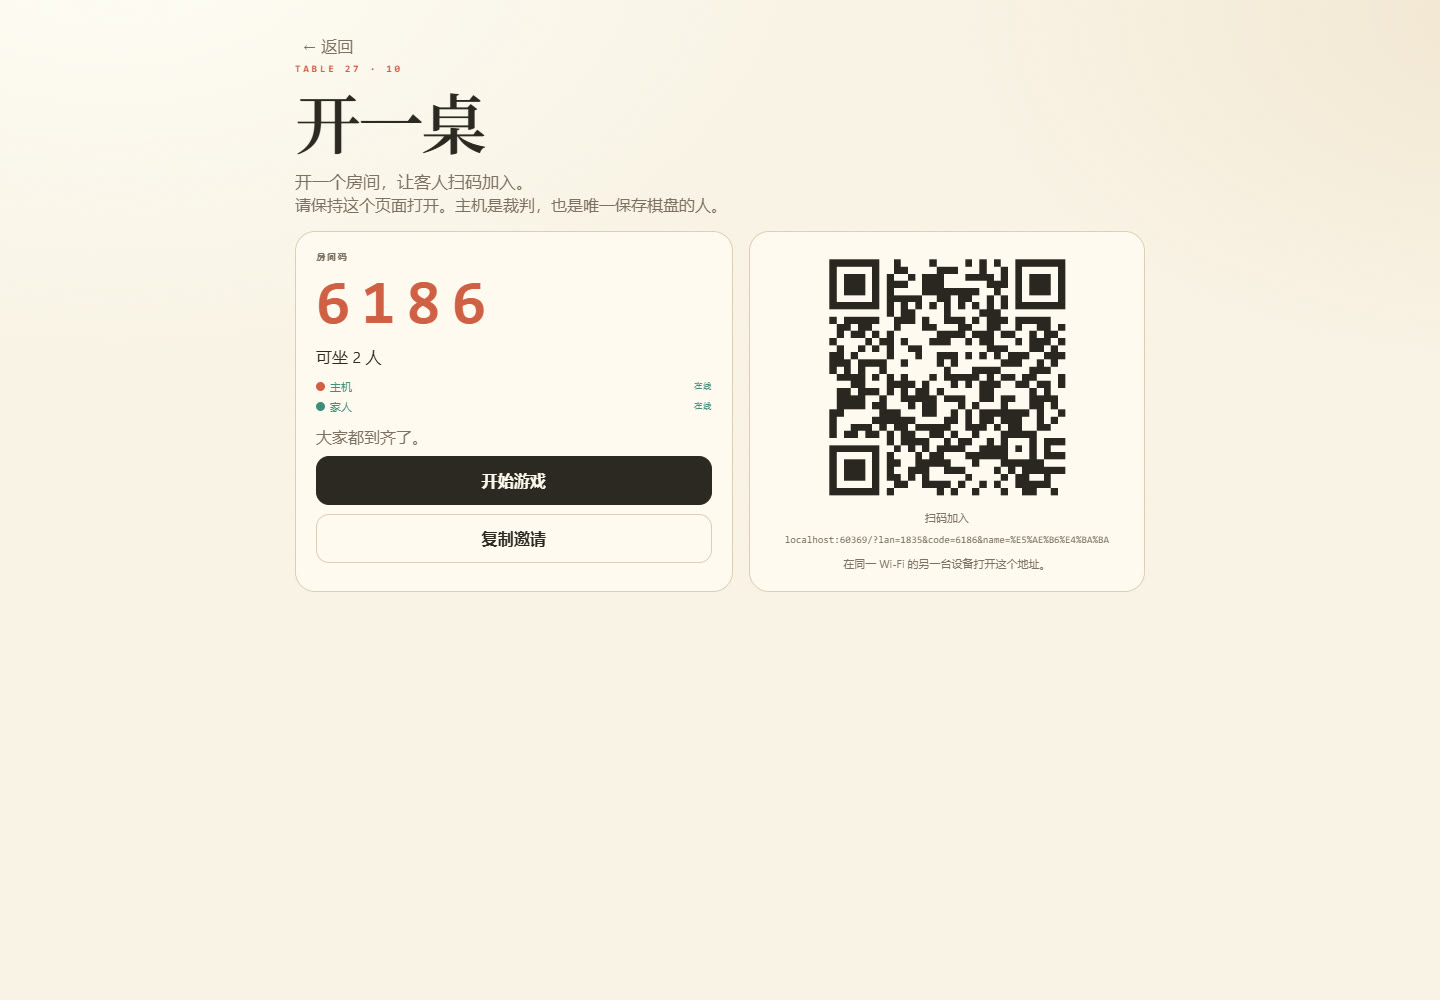 ← 返回
TABLE 27 · 10
开一桌
开一个房间，让客人扫码加入。
请保持这个页面打开。主机是裁判，也是唯一保存棋盘的人。
房间码
6186
可坐 2 人
主机 在线
家人 在线
大家都到齐了。
开始游戏
复制邀请
扫码加入
localhost:60369/?lan=1835&code=6186&name=%E5%AE%B6%E4%BA%BA
在同一 Wi-Fi 的另一台设备打开这个地址。